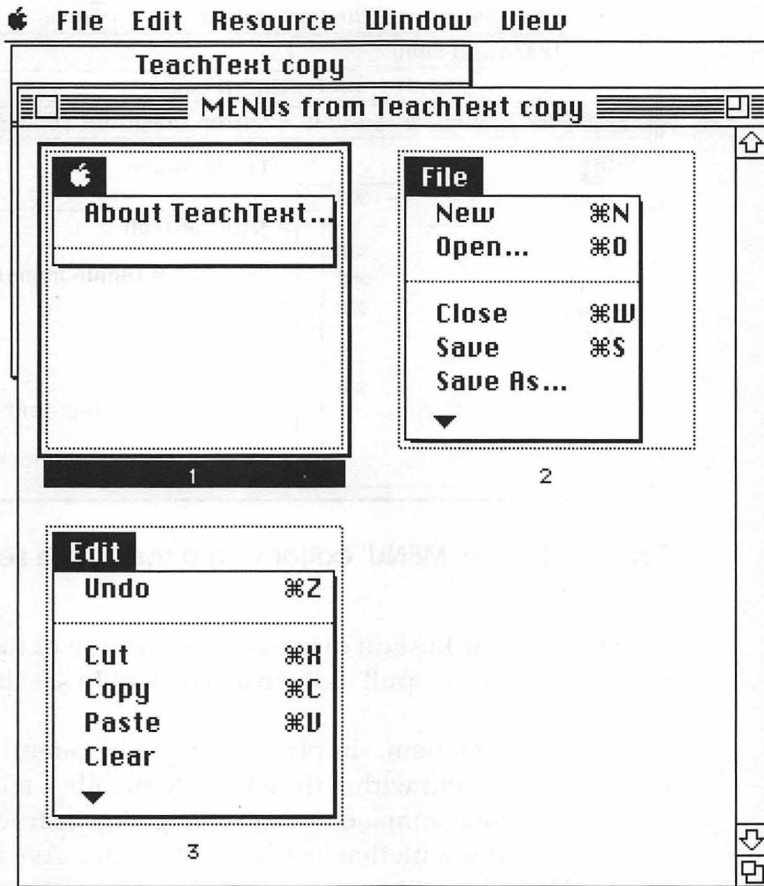 File Edit Resource Window View
TeachText copy
MENUs from TeachText copy
About TeachText...
1
File
New ⌘N
Open... ⌘O
Close ⌘W
Save ⌘S
Save As...
2
Edit
Undo ⌘Z
Cut ⌘X
Copy ⌘C
Paste ⌘V
Clear
3